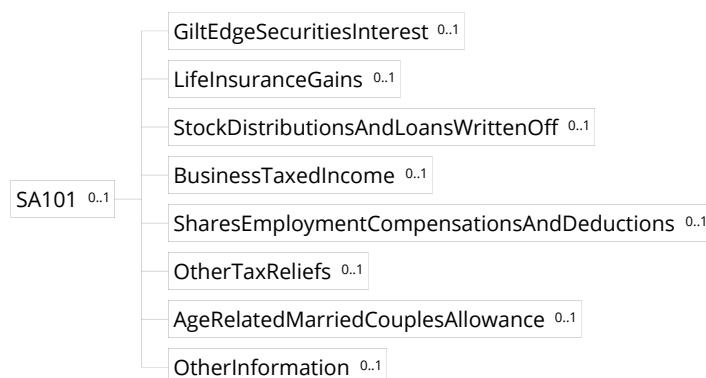 GiltEdgeSecuritiesInterest 0..1
LifeInsuranceGains 0..1
StockDistributionsAndLoansWrittenOff 0..1
BusinessTaxedIncome 0..1
SA101 0..1
SharesEmploymentCompensationsAndDeductions 0..1
OtherTaxReliefs 0..1
AgeRelatedMarriedCouplesAllowance 0..1
OtherInformation 0..1